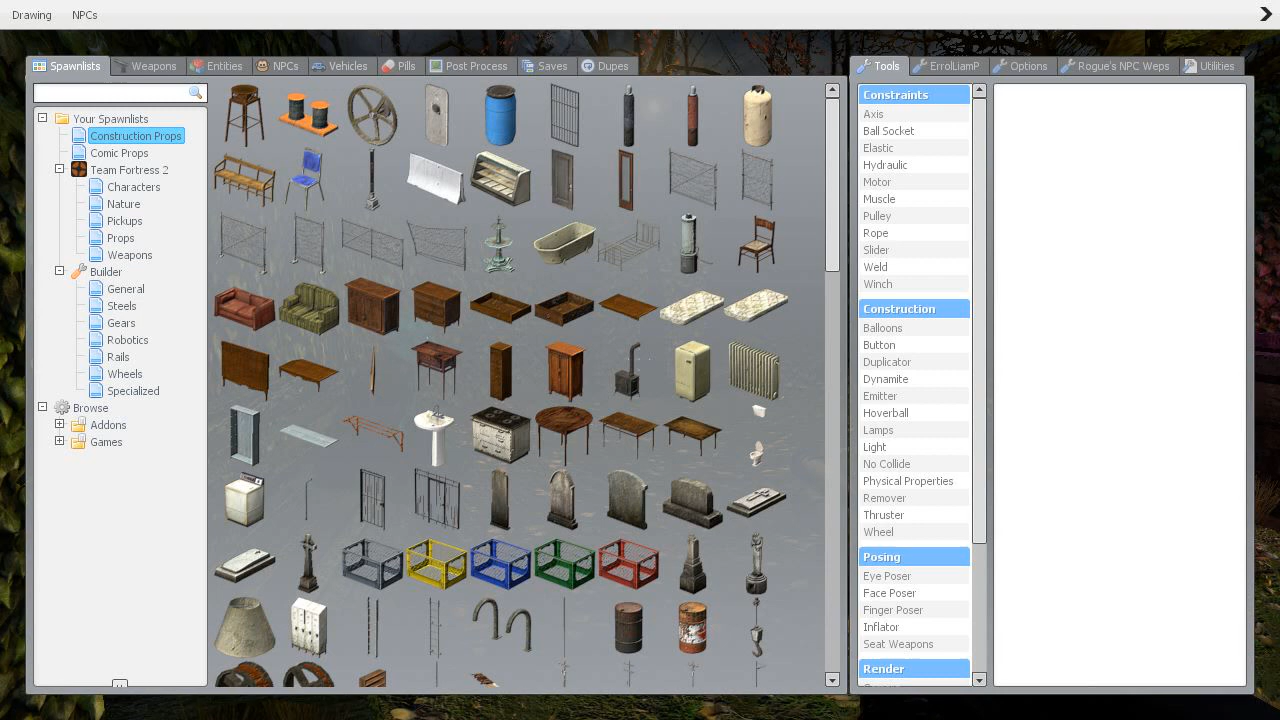 Drawing NPCs
Spawnlists Weapons Entities NPCs Vehicles Pills Post Process Saves Dupes
Tools ErrolLiamP Options Rogue's NPC Weps Utilities
Your Spawnlists
Construction Props
Comic Props
Team Fortress 2
Characters
Nature
Pickups
Props
Weapons
Builder
General
Steels
Gears
Robotics
Rails
Wheels
Specialized
Browse
Addons
Games
Constraints
Axis
Ball Socket
Elastic
Hydraulic
Motor
Muscle
Pulley
Rope
Slider
Weld
Winch
Construction
Balloons
Button
Duplicator
Dynamite
Emitter
Hoverball
Lamps
Light
No Collide
Physical Properties
Remover
Thruster
Wheel
Posing
Eye Poser
Face Poser
Finger Poser
Inflator
Seat Weapons
Render